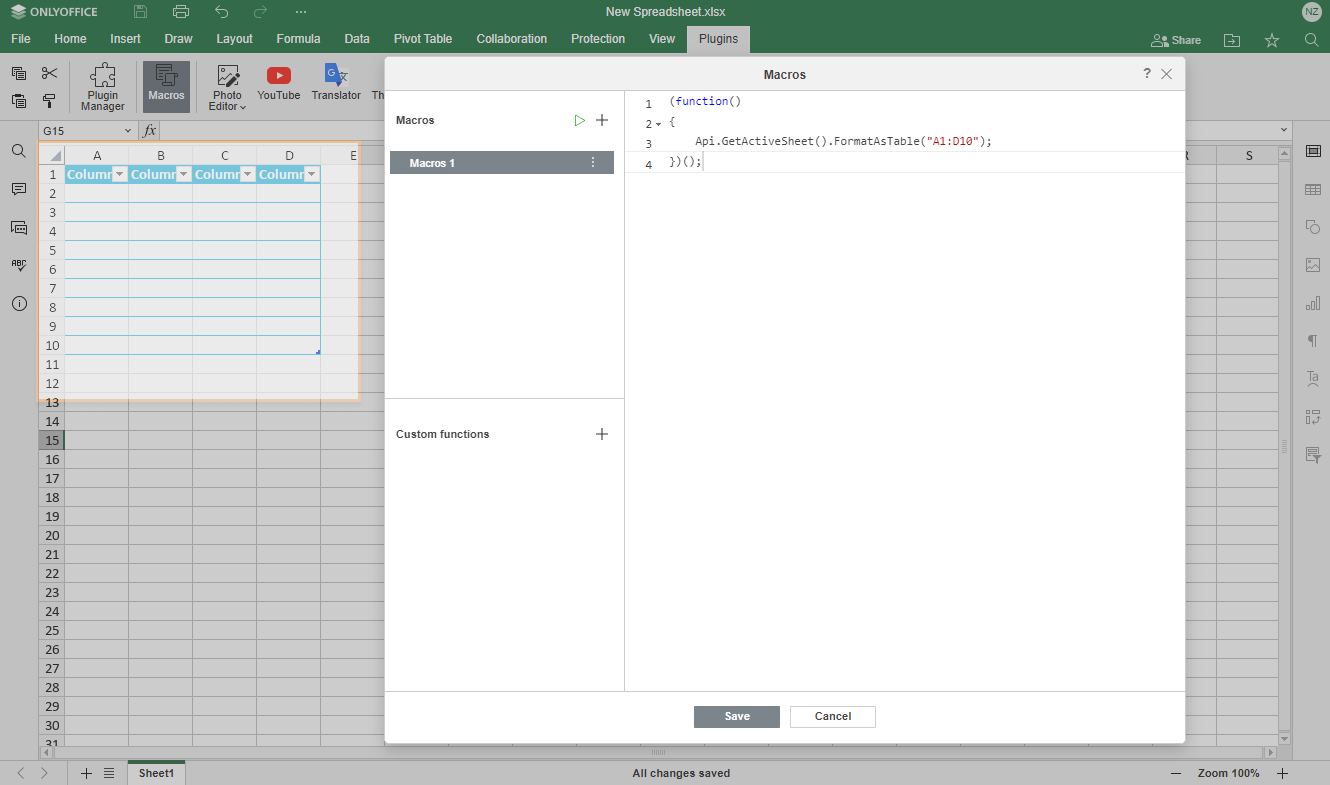 ONLYOFFICE
New Spreadsheet.xlsx
NZ
File Home Insert Draw Layout Formula Data Pivot Table Collaboration Protection View Plugins
Share
Plugin Manager
Macros
Photo Editor
YouTube
Translator
Th
G15
fx
A B C D E R S
1 Column Column Column Column
2
3
4
5
6
7
8
9
10
11
12
13
14
15
16
17
18
19
20
21
22
23
24
25
26
27
28
29
30
31
Macros
?
Macros
Macros 1
Custom functions
1 (function()
2 {
3 Api.GetActiveSheet().FormatAsTable("A1:D10");
4 })();
Save
Cancel
ABC
Ta
Sheet1
All changes saved
Zoom 100%